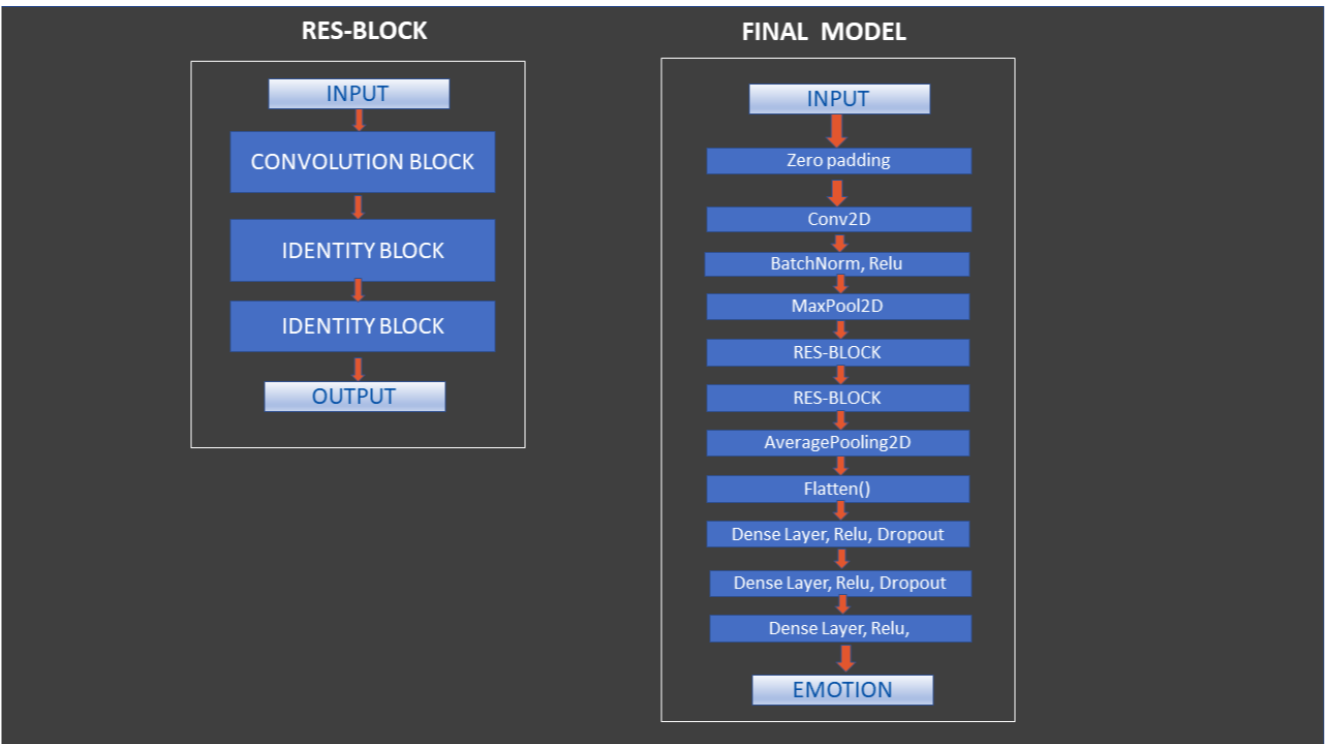 RES-BLOCK
INPUT
CONVOLUTION BLOCK
IDENTITY BLOCK
IDENTITY BLOCK
OUTPUT
FINAL MODEL
INPUT
Zero padding
Conv2D
BatchNorm, Relu
MaxPool2D
RES-BLOCK
RES-BLOCK
AveragePooling2D
Flatten()
Dense Layer, Relu, Dropout
Dense Layer, Relu, Dropout
Dense Layer, Relu,
EMOTION